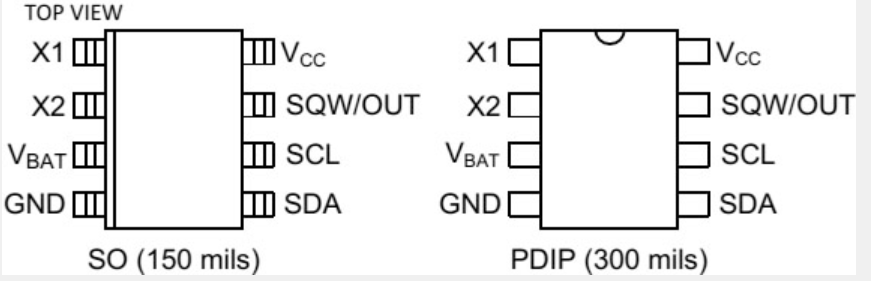 TOP VIEW
X1 VCC X1 VCC
X2 SQW/OUT X2 SQW/OUT
VBAT SCL VBAT SCL
GND SDA GND SDA
SO (150 mils) PDIP (300 mils)